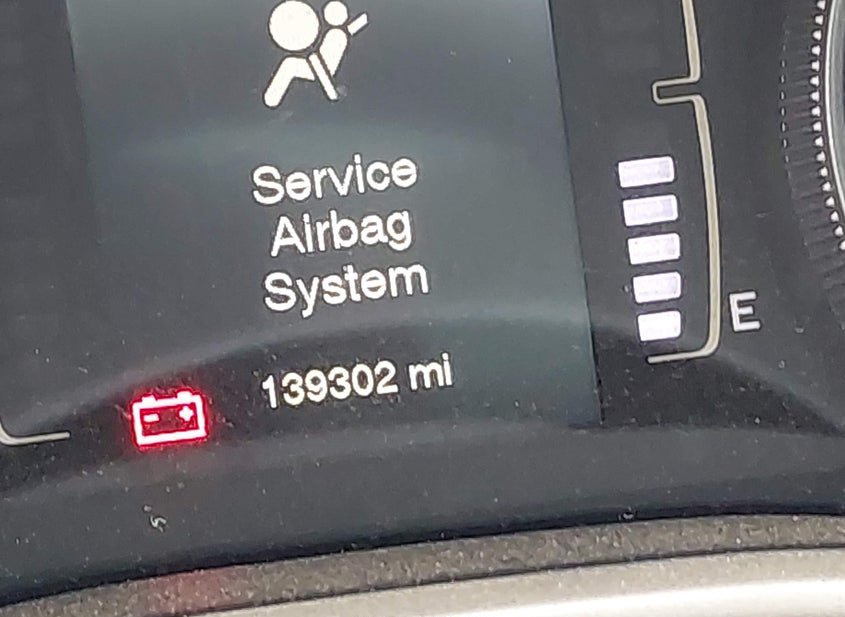 Service
Airbag
System
139302 mi
E